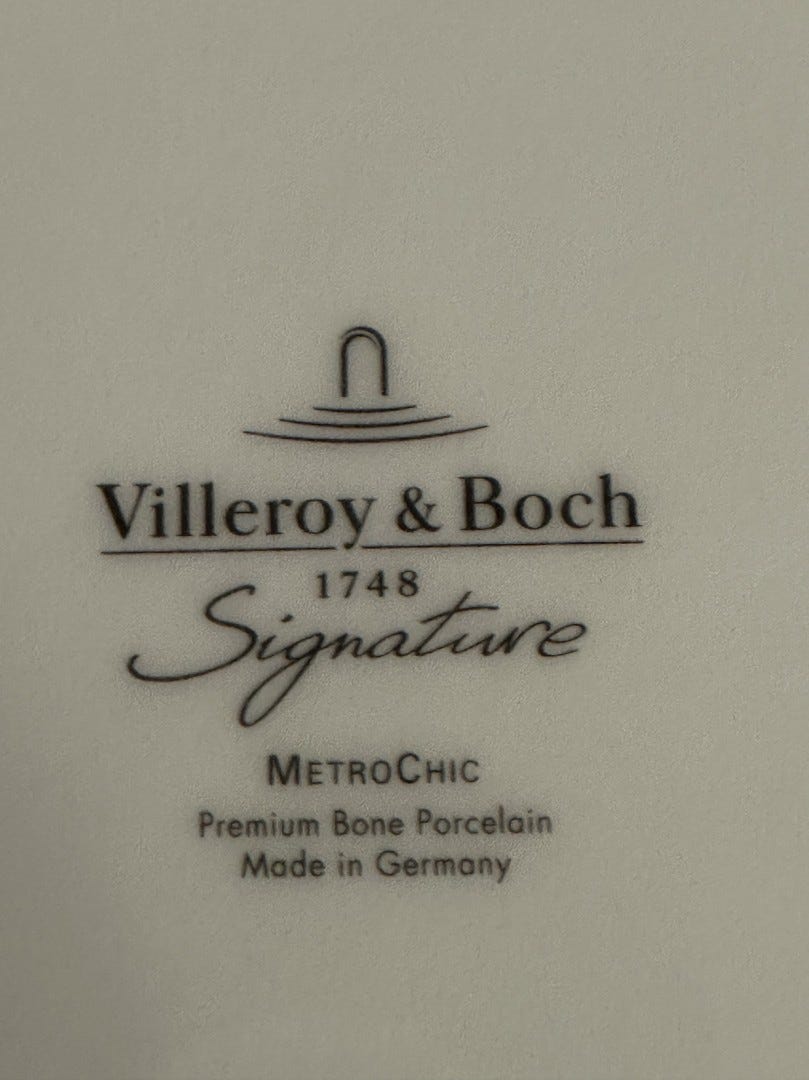 Villeroy & Boch
1748
Signature
METROCHIC
Premium Bone Porcelain
Made in Germany